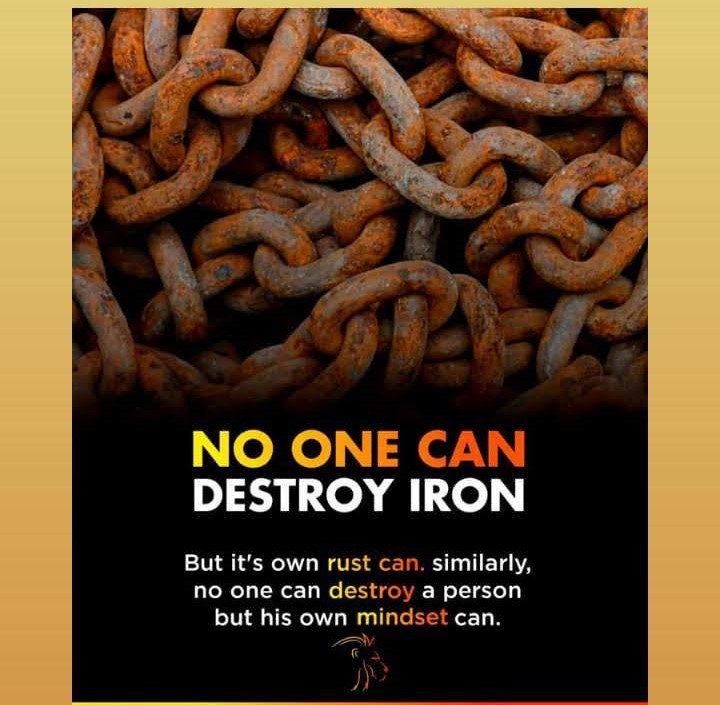 NO ONE CAN
DESTROY IRON
But it's own rust can. similarly,
no one can destroy a person
but his own mindset can.